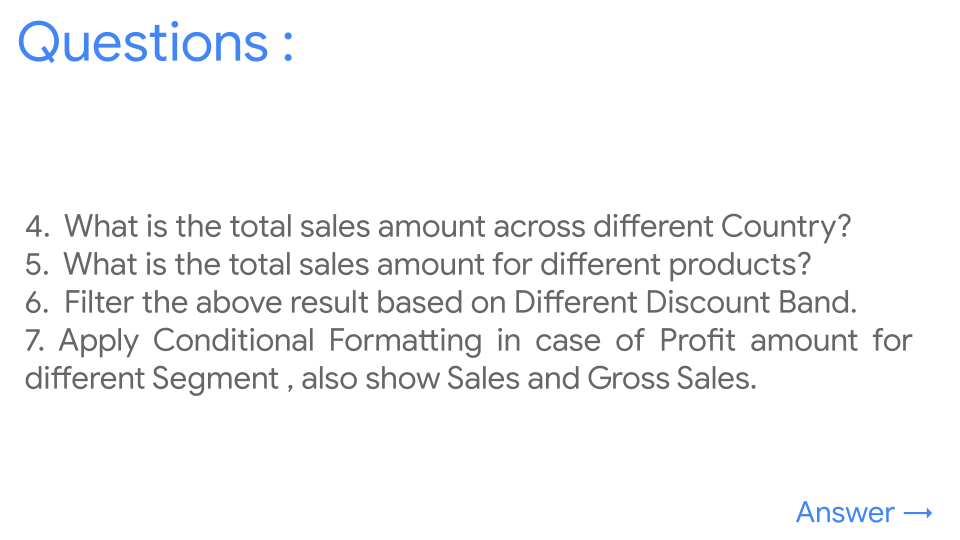 Questions :
4. What is the total sales amount across different Country?
5. What is the total sales amount for different products?
6. Filter the above result based on Different Discount Band.
7. Apply Conditional Formatting in case of Profit amount for
different Segment , also show Sales and Gross Sales.
Answer →